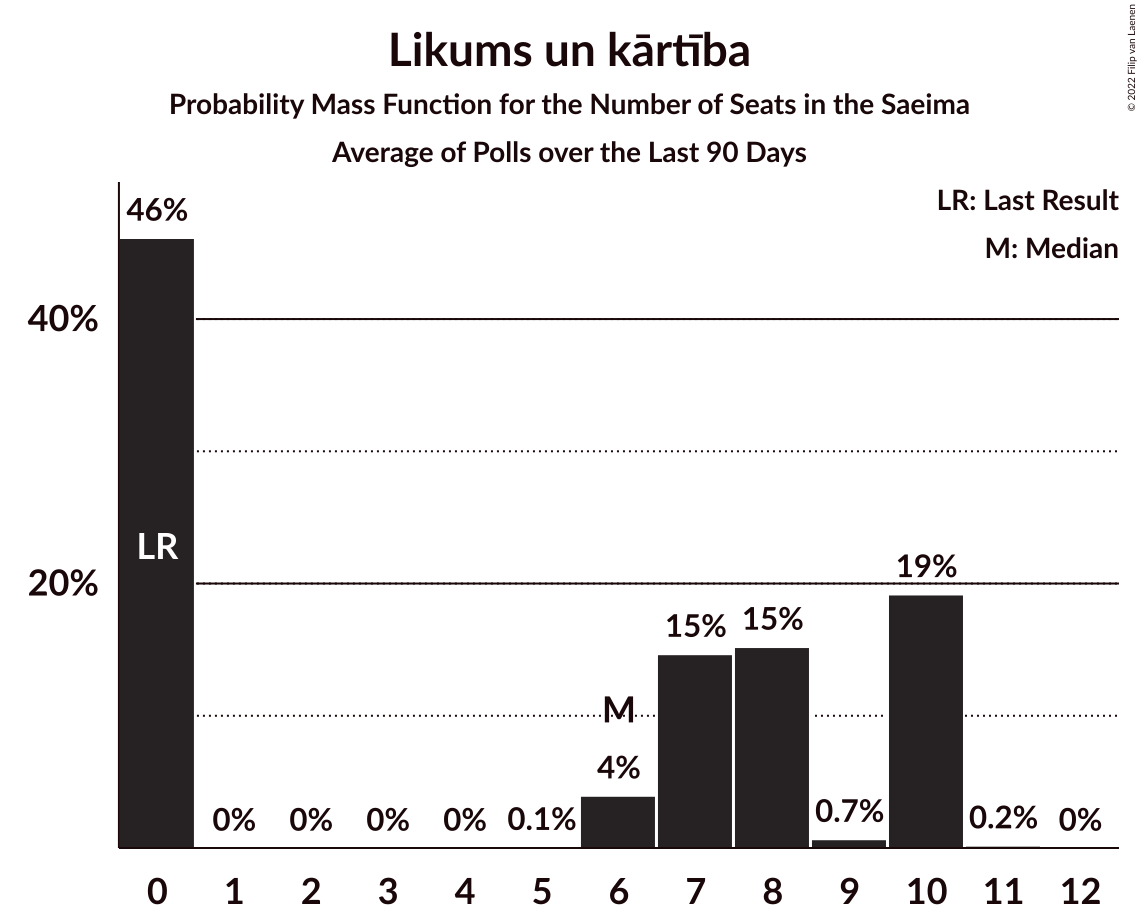 Likums un kārtība
Probability Mass Function for the Number of Seats in the Saeima
Average of Polls over the Last 90 Days
© 2022 Filip van Laenen
LR: Last Result
M: Median
46%
40%
LR
20%
19%
15% 15%
M
4%
0% 0% 0% 0% 0.1% 0.7% 0.2% 0%
0 1 2 3 4 5 6 7 8 9 10 11 12